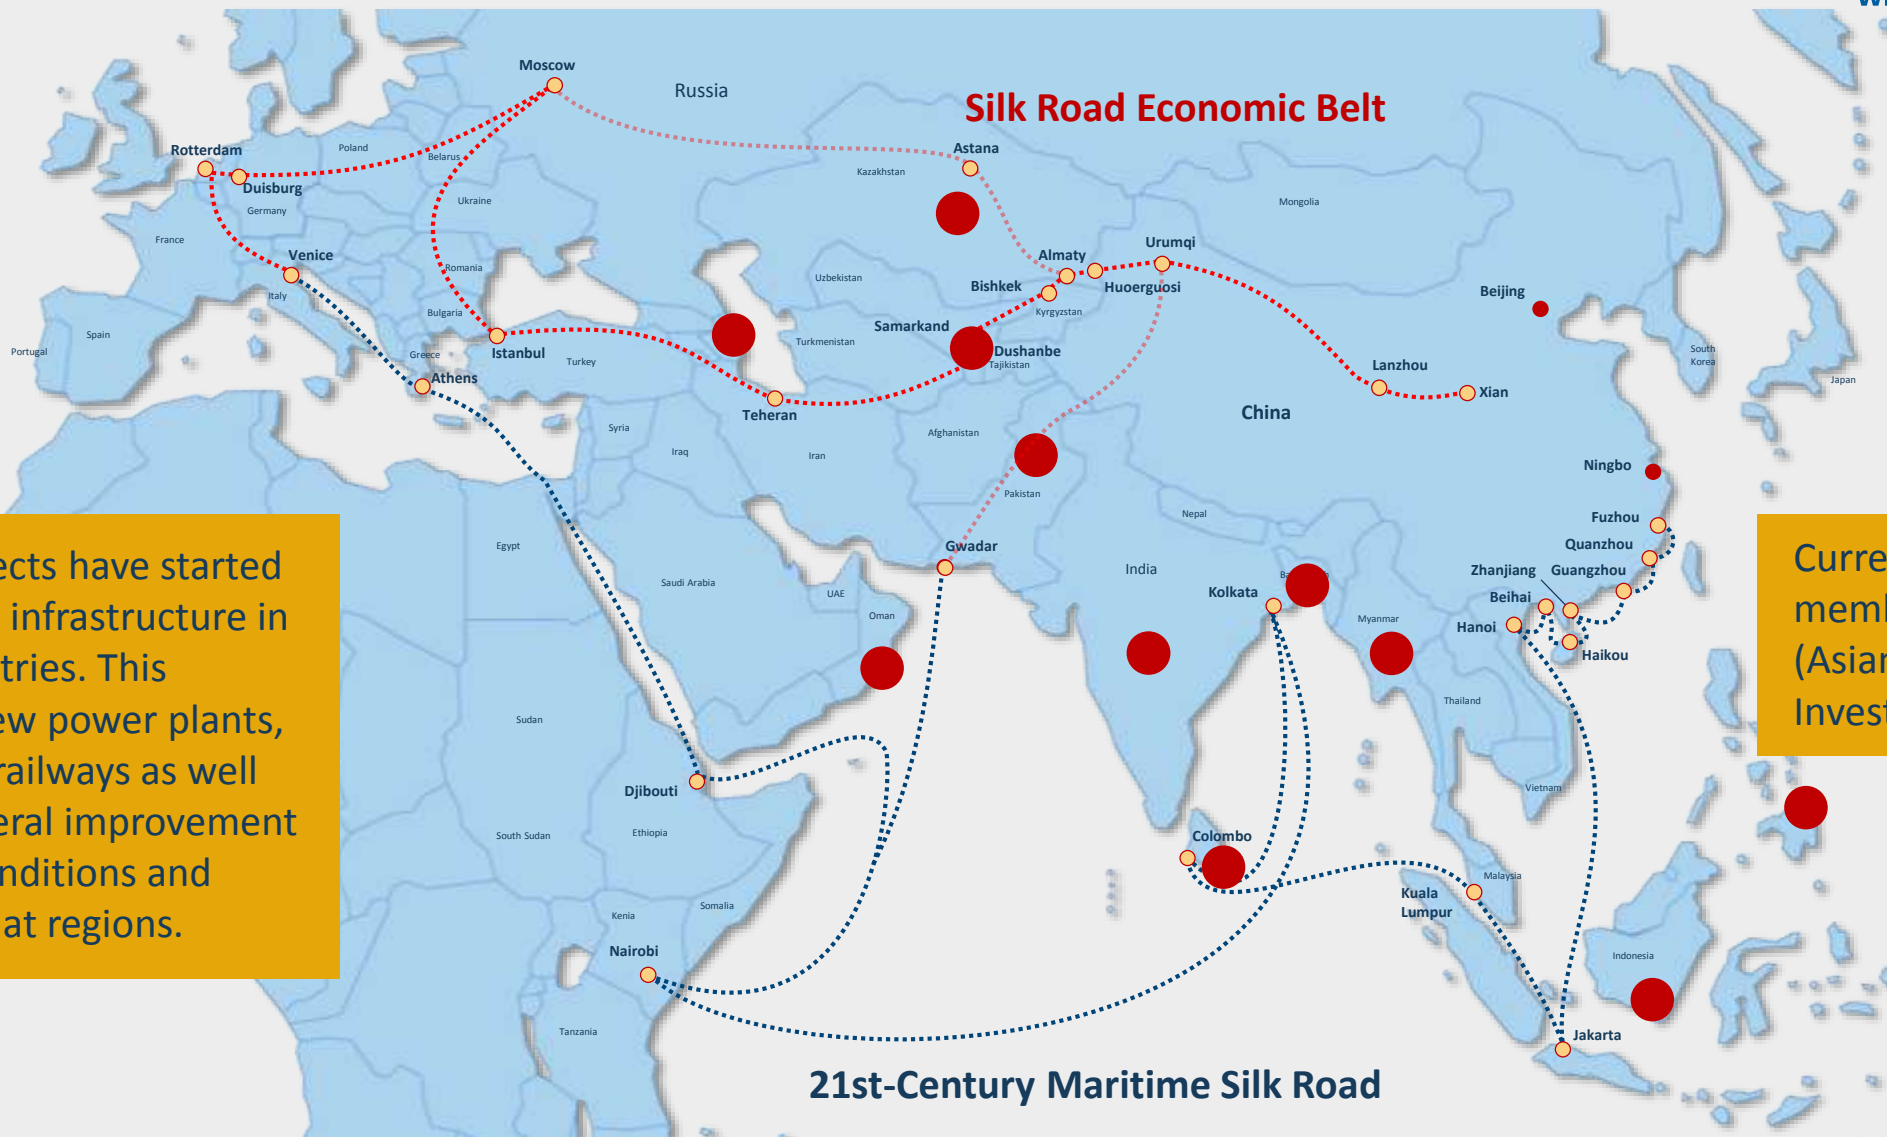 Moscow
Russia
Silk Road Economic Belt
Rotterdam
Poland
Belarus
Astana
Kazakhstan
Duisburg
Germany
Ukraine
Mongolia
France
Venice
Romania
Almaty
Urumqi
Italy
Uzbekistan
Bishkek
Huoerguosi
Beijing
Bulgaria
Kyrgyzstan
Spain
Samarkand
Portugal
Greece
Istanbul
Turkey
Turkmenistan
Dushanbe
Tajikistan
South
Korea
Japan
Athens
Lanzhou
Xian
Teheran
China
Syria
Iraq
Iran
Afghanistan
Ningbo
Pakistan
Nepal
Fuzhou
Egypt
Gwadar
Quanzhou
Saudi Arabia
India
Zhanjiang
Guangzhou
UAE
Kolkata
Beihai
Oman
Myanmar
Hanoi
Haikou
Thailand
Sudan
Djibouti
Vietnam
South Sudan
Ethiopia
Colombo
Malaysia
Kuala
Lumpur
Kenia
Somalia
Nairobi
Indonesia
Tanzania
Jakarta
21st-Century Maritime Silk Road
ects have started
infrastructure in
tries. This
ew power plants,
railways as well
eral improvement
nditions and
at regions.
Curre
memb
(Asian
Invest